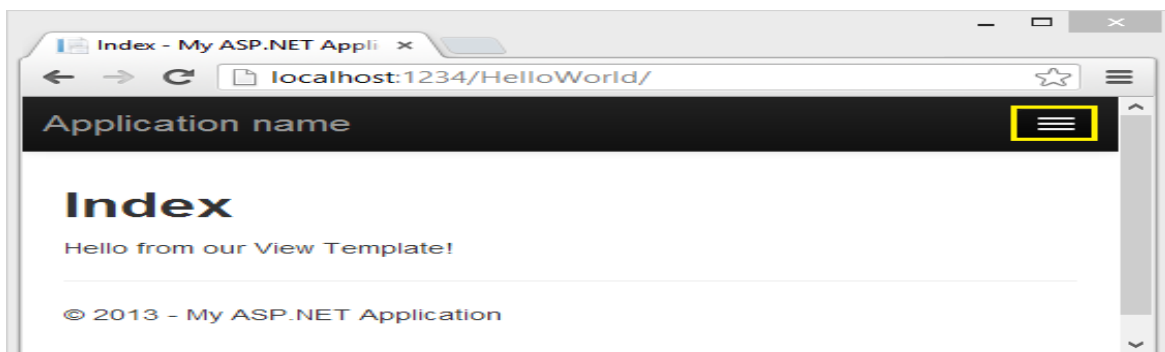 Index - My ASP.NET Appli
localhost:1234/HelloWorld/
Application name
Index
Hello from our View Template!
© 2013 - My ASP.NET Application